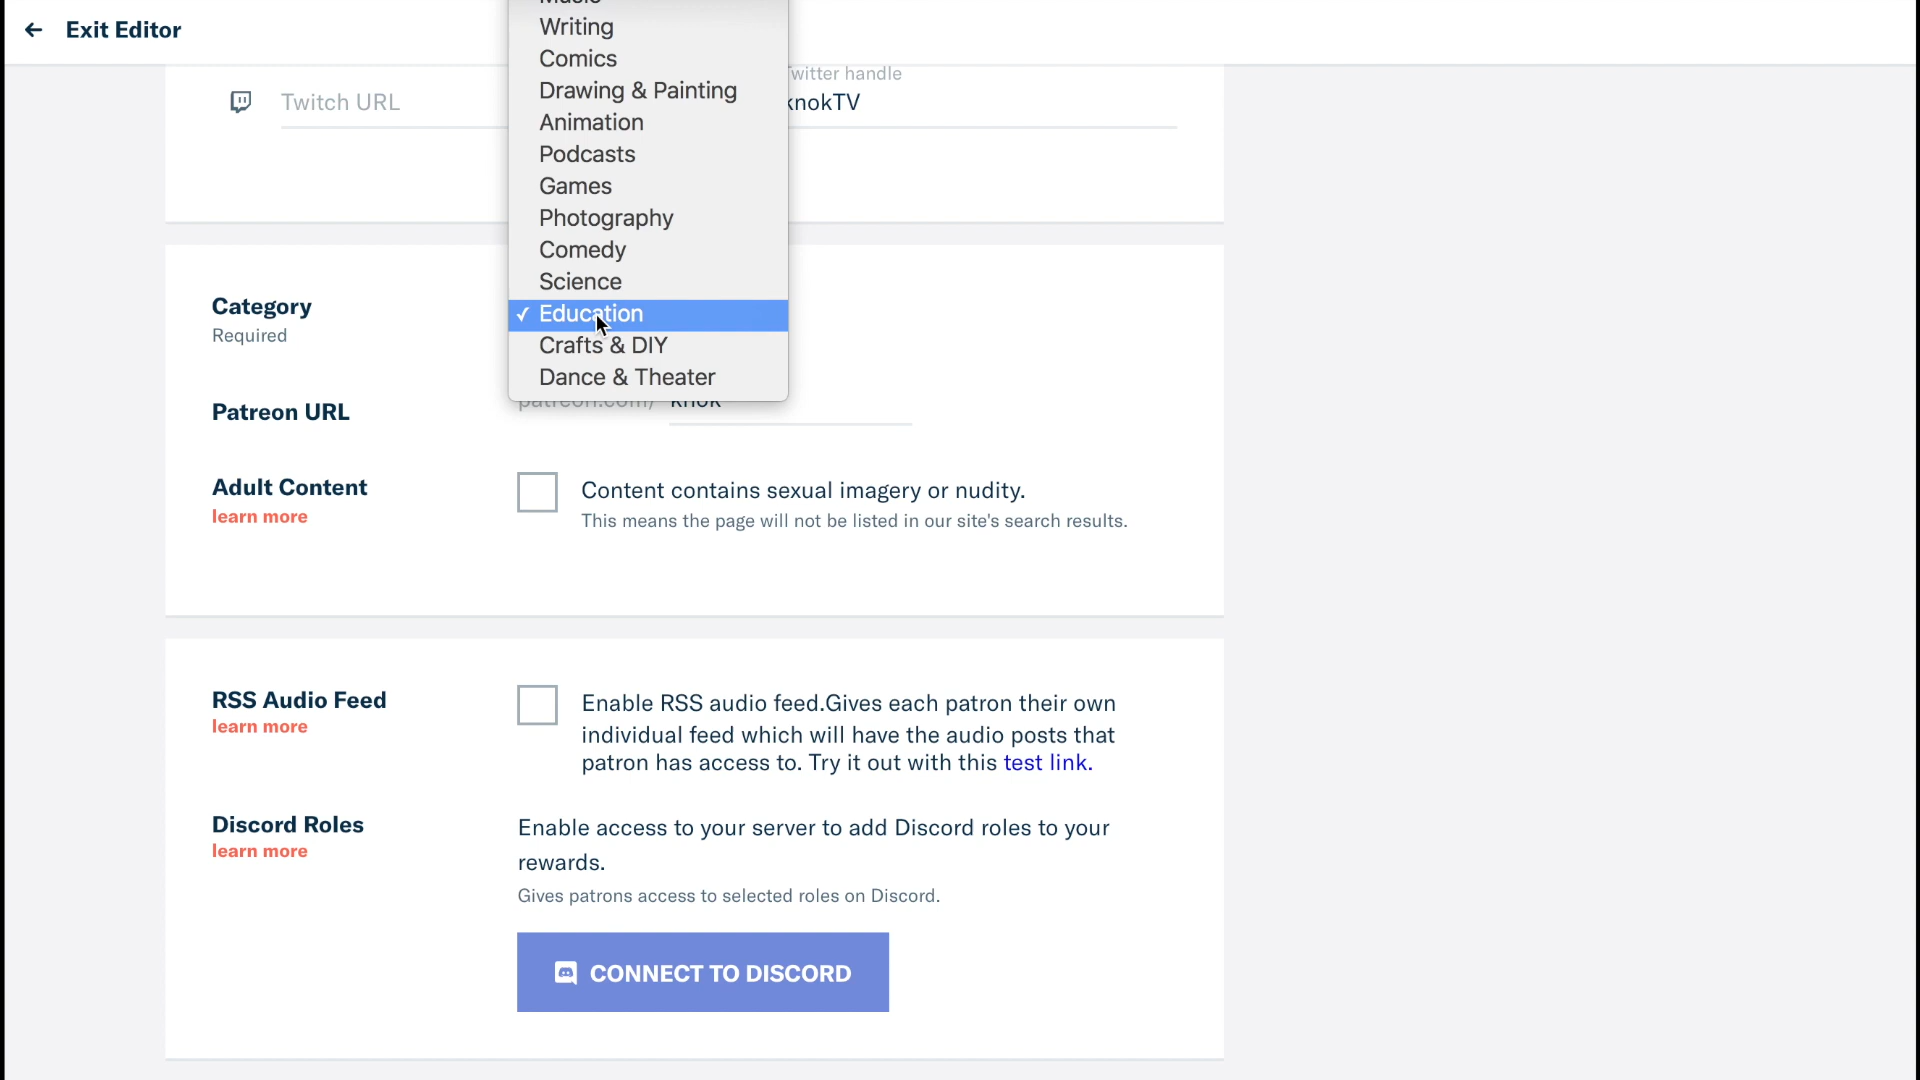 Exit Editor
Music
Writing
Comics
Drawing & Painting
Animation
Podcasts
Games
Photography
Comedy
Science
✓ Education
Crafts & DIY
Dance & Theater
Twitch URL
witter handle
knokTV
Category
Required
Patreon URL
patreon.com/ knok
Adult Content
learn more
Content contains sexual imagery or nudity.
This means the page will not be listed in our site's search results.
RSS Audio Feed
learn more
Enable RSS audio feed.Gives each patron their own
individual feed which will have the audio posts that
patron has access to. Try it out with this test link.
Discord Roles
learn more
Enable access to your server to add Discord roles to your
rewards.
Gives patrons access to selected roles on Discord.
CONNECT TO DISCORD